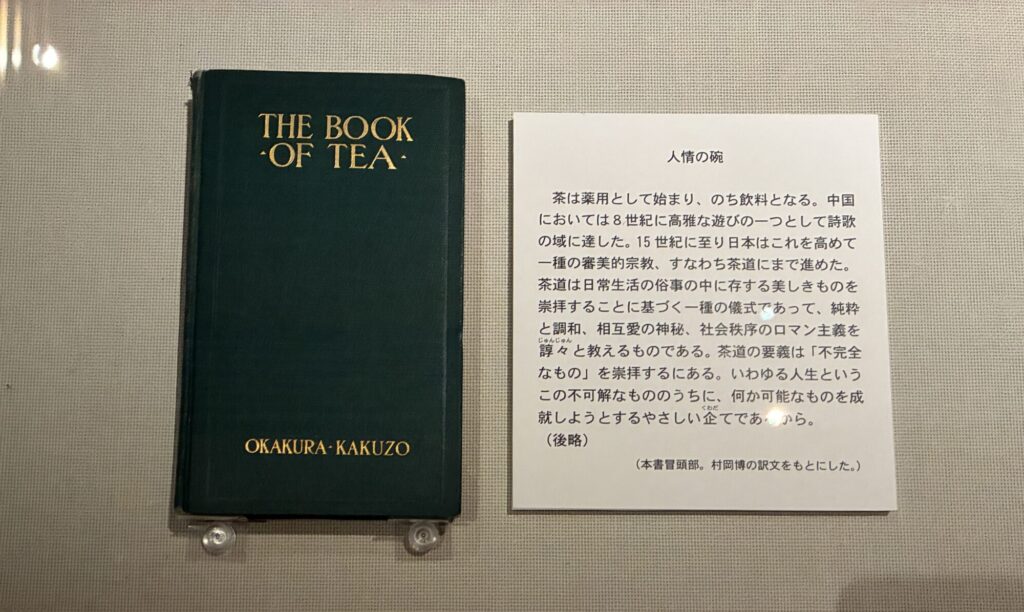 THE BOOK
·OF TEA·
OKAKURA·KAKUZO
人情の碗
茶は薬用として始まり、のち飲料となる。中国
においては8世紀に高雅な遊びの一つとして詩歌
の域に達した。15世紀に至り日本はこれを高めて
一種の審美的宗教、すなわち茶道にまで進めた。
茶道は日常生活の俗事の中に存する美しきものを
崇拝することに基づく一種の儀式であって、純粋
と調和、相互愛の神秘、社会秩序のロマン主義を
じゅんじゅん
諄々と教えるものである。茶道の要義は「不完全
なもの」を崇拝するにある。いわゆる人生という
この不可解なもののうちに、何か可能なものを成
くわだ
就しようとするやさしい企てであるから。
（後略）
（本書冒頭部。村岡博の訳文をもとにした。）